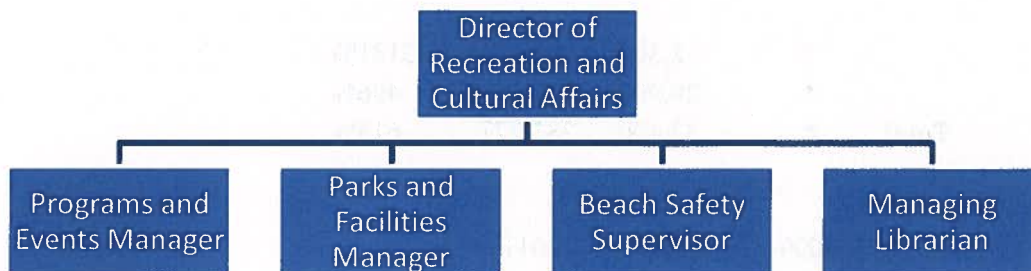 Director of
Recreation and
Cultural Affairs
Programs and
Events Manager
Parks and
Facilities
Manager
Beach Safety
Supervisor
Managing
Librarian